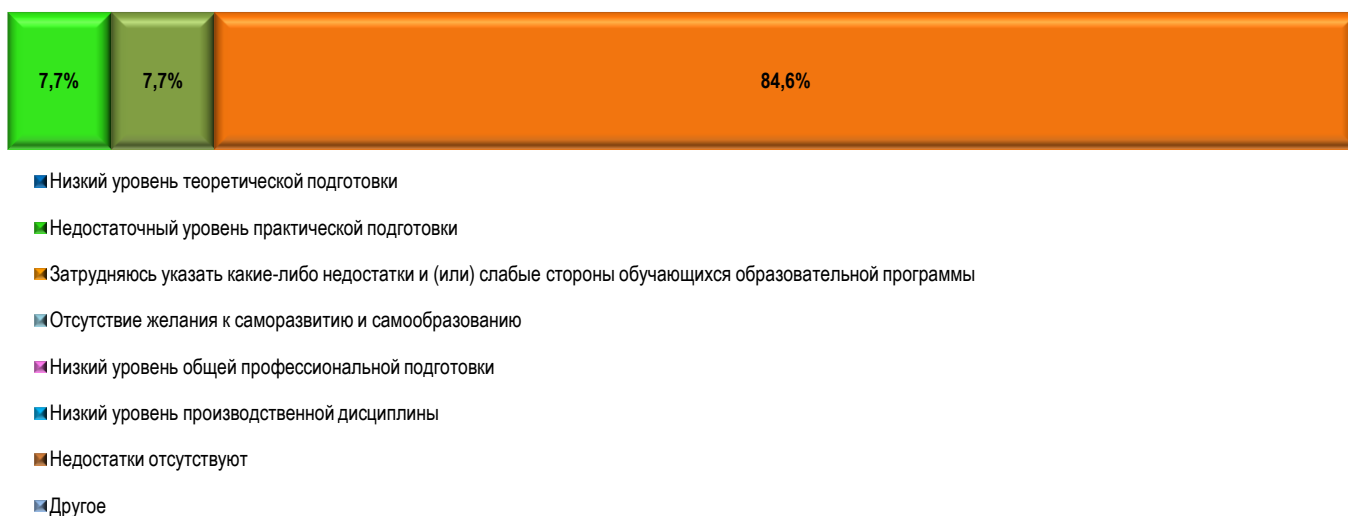 7,7% 7,7% 84,6%
Низкий уровень теоретической подготовки
Недостаточный уровень практической подготовки
Затрудняюсь указать какие-либо недостатки и (или) слабые стороны обучающихся образовательной программы
Отсутствие желания к саморазвитию и самообразованию
Низкий уровень общей профессиональной подготовки
Низкий уровень производственной дисциплины
Недостатки отсутствуют
Другое